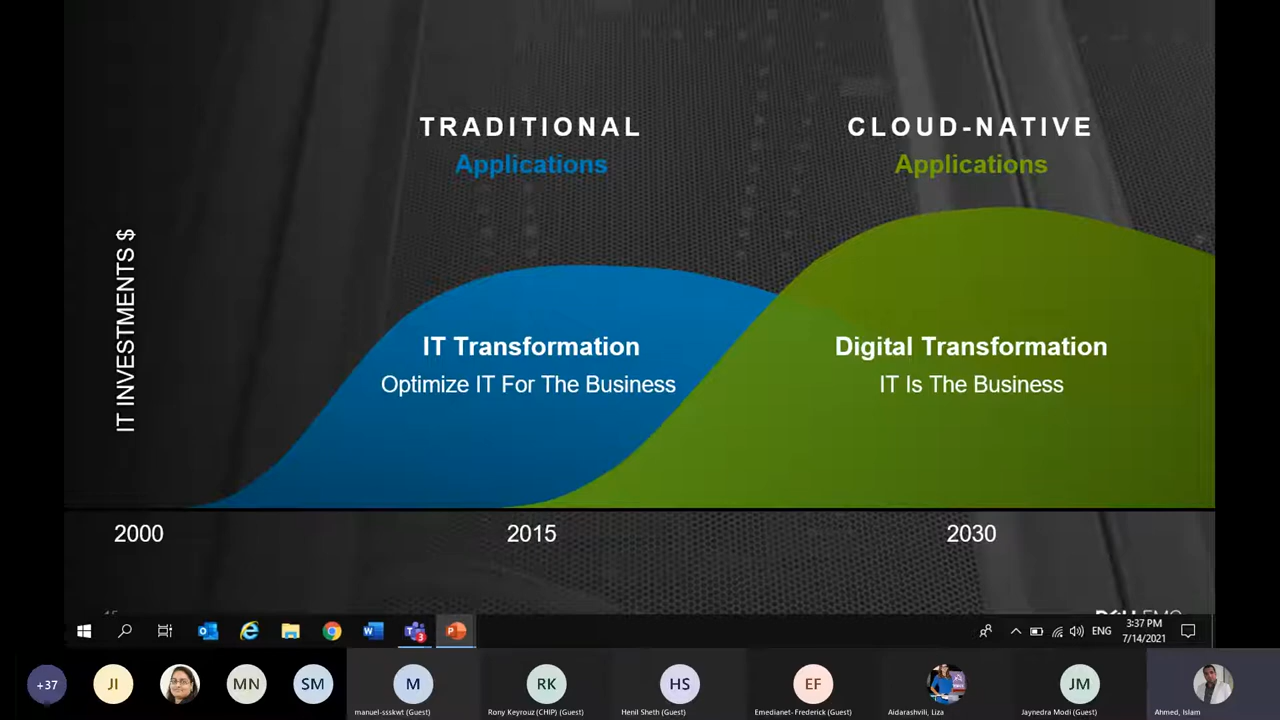 TRADITIONAL
Applications
CLOUD-NATIVE
Applications
IT INVESTMENTS $
IT Transformation
Optimize IT For The Business
Digital Transformation
IT Is The Business
2000
2015
2030
3
ENG
3:37 PM
7/14/2021
+37
JI
MN
SM
M
RK
HS
EF
JM
manuel-ssskwt (Guest)
Rony Keyrouz (CHIP) (Guest)
Henil Sheth (Guest)
Emedianet- Frederick (Guest)
Aidarashvili, Liza
Jaynedra Modi (Guest)
Ahmed, Islam